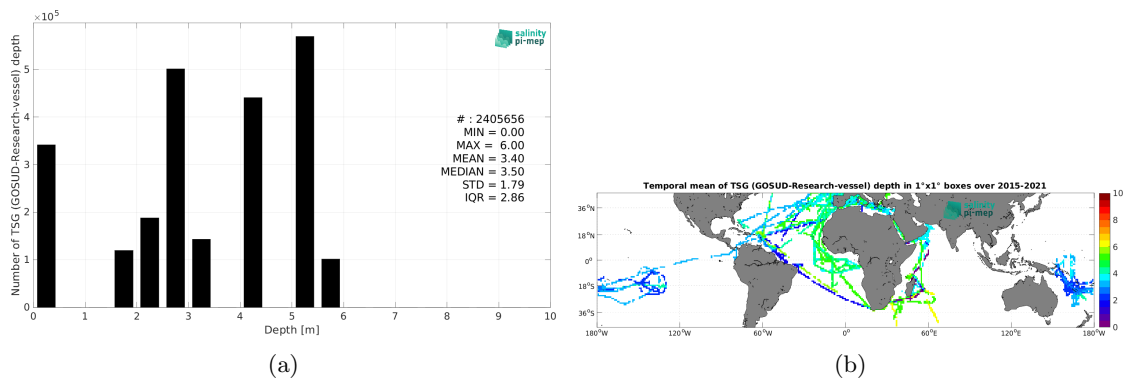 ×10⁵
Number of TSG (GOSUD-Research-vessel) depth
5
4
3
2
1
0
salinity
pi-mep
# : 2405656
MIN = 0.00
MAX = 6.00
MEAN = 3.40
MEDIAN = 3.50
STD = 1.79
IQR = 2.86
0 1 2 3 4 5 6 7 8 9 10
Depth [m]
(a)
Temporal mean of TSG (GOSUD-Research-vessel) depth in 1°x1° boxes over 2015-2021
salinity
pi-mep
36°N
18°N
0°
18°S
36°S
180°W 120°W 60°W 0° 60°E 120°E 180°W
10
8
6
4
2
0
(b)